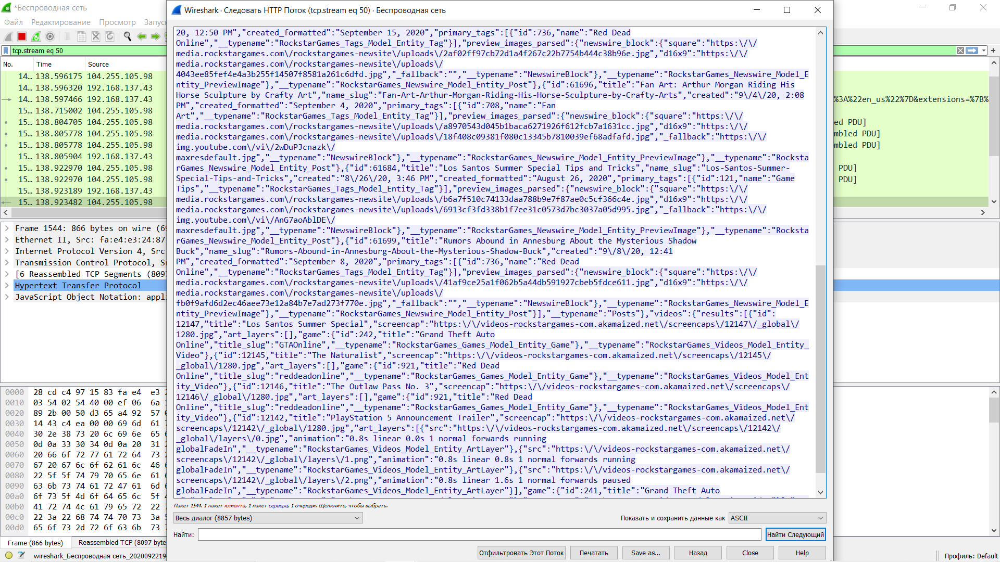 *Беспроводная сеть
Wireshark · Следовать HTTP Поток (tcp.stream eq 50) · Беспроводная сеть
Файл Редактирование Просмотр Запус
tcp.stream eq 50
No. Time Source
14… 138.596175 104.255.105.98
14… 138.596320 192.168.137.43
14… 138.597466 192.168.137.43
15… 138.715002 104.255.105.98
15… 138.804705 104.255.105.98
15… 138.805778 104.255.105.98
15… 138.805778 104.255.105.98
15… 138.805904 192.168.137.43
15… 138.922970 104.255.105.98
15… 138.922970 104.255.105.98
15… 138.923189 192.168.137.43
15… 138.923482 104.255.105.98
%3A%22en_us%22%7D&extensions=%7B%
ed PDU]
mbled PDU]
mbled PDU]
PDU]
PDU]
Frame 1544: 866 bytes on wire (69
Ethernet II, Src: fa:e4:e3:24:87
Internet Protocol Version 4, Src
Transmission Control Protocol, S
[6 Reassembled TCP Segments (809
Hypertext Transfer Protocol
JavaScript Object Notation: appl
0000 28 cd c4 97 15 83 fa e4 e3
0010 03 54 02 54 40 00 ef 06 6a
0020 89 2b 00 50 d3 65 a4 92 57
0030 14 43 c4 ea 00 00 69 6d 61
0040 30 2e 38 73 20 6c 69 6e 65
0050 0d 0a 33 30 34 0d 0a 20 31
0060 20 66 6f 72 77 61 72 64 73
0070 67 20 67 6c 6f 62 61 6c 46
0080 22 5f 5f 74 79 70 65 6e 61
0090 63 6b 73 74 61 72 47 61 6d
00a0 6f 73 5f 4d 6f 64 65 6c 5f
00b0 41 72 74 4c 61 79 65 72 22
00c0 22 3a 22 68 74 74 70 73 3a
00d0 65 6f 73 2d 72 6f 63 6b 73
Frame (866 bytes) Reassembled TCP (8097 byte
wireshark_Беспроводная сеть_2020092219
20, 12:50 PM","created_formatted":"September 15, 2020","primary_tags":[{"id":736,"name":"Red Dead
Online","__typename":"RockstarGames_Tags_Model_Entity_Tag"}],"preview_images_parsed":{"newswire_block":{"square":"https:\/\/
media.rockstargames.com\/rockstargames-newsite\/uploads\/2af02ff97cb72d1a4f267c22b7754b444c38b96e.jpg","d16x9":"https:\/\/
media.rockstargames.com\/rockstargames-newsite\/uploads\/
4043ee85fef4e4a3b255f14507f8581a261c6dfd.jpg","_fallback":"","__typename":"NewswireBlock"},"__typename":"RockstarGames_Newswire_Model_E
ntity_PreviewImage"},"__typename":"RockstarGames_Newswire_Model_Entity_Post"},{"id":61696,"title":"Fan Art: Arthur Morgan Riding His
Horse Sculpture by Crafty Art","name_slug":"Fan-Art-Arthur-Morgan-Riding-His-Horse-Sculpture-by-Crafty-Arts","created":"9\/4\/20, 2:08
PM","created_formatted":"September 4, 2020","primary_tags":[{"id":708,"name":"Fan
Art","__typename":"RockstarGames_Tags_Model_Entity_Tag"}],"preview_images_parsed":{"newswire_block":{"square":"https:\/\/
media.rockstargames.com\/rockstargames-newsite\/uploads\/a8970543d045b1baca6271926f612fcb7a1631cc.jpg","d16x9":"https:\/\/
media.rockstargames.com\/rockstargames-newsite\/uploads\/18f408c09381f080c13345b7810039ef68adfafd.jpg","_fallback":"https:\/\/
img.youtube.com\/vi\/2wDuPJcnazk\/
maxresdefault.jpg","__typename":"NewswireBlock"},"__typename":"RockstarGames_Newswire_Model_Entity_PreviewImage"},"__typename":"Rocksta
rGames_Newswire_Model_Entity_Post"},{"id":61684,"title":"Los Santos Summer Special Tips and Tricks","name_slug":"Los-Santos-Summer-
Special-Tips-and-Tricks","created":"8\/26\/20, 3:46 PM","created_formatted":"August 26, 2020","primary_tags":[{"id":121,"name":"Game
Tips","__typename":"RockstarGames_Tags_Model_Entity_Tag"}],"preview_images_parsed":{"newswire_block":{"square":"https:\/\/
media.rockstargames.com\/rockstargames-newsite\/uploads\/b6a7f510c74133daa788b9e7f87ae0c5cf366c4e.jpg","d16x9":"https:\/\/
media.rockstargames.com\/rockstargames-newsite\/uploads\/6913cf3fd338b1f7ee31c0573d7bc3037a05d995.jpg","_fallback":"https:\/\/
img.youtube.com\/vi\/AnG7aoAblDE\/
maxresdefault.jpg","__typename":"NewswireBlock"},"__typename":"RockstarGames_Newswire_Model_Entity_PreviewImage"},"__typename":"Rocksta
rGames_Newswire_Model_Entity_Post"},{"id":61699,"title":"Rumors Abound in Annesburg About the Mysterious Shadow
Buck","name_slug":"Rumors-Abound-in-Annesburg-About-the-Mysterious-Shadow-Buck","created":"9\/8\/20, 12:41
PM","created_formatted":"September 8, 2020","primary_tags":[{"id":736,"name":"Red Dead
Online","__typename":"RockstarGames_Tags_Model_Entity_Tag"}],"preview_images_parsed":{"newswire_block":{"square":"https:\/\/
media.rockstargames.com\/rockstargames-newsite\/uploads\/41af9ce25a1f062b5a44db591927cbeb5fdce611.jpg","d16x9":"https:\/\/
media.rockstargames.com\/rockstargames-newsite\/uploads\/
fb0f9afd6d2ec46aee73e12a84b7e7ad273f770e.jpg","_fallback":"","__typename":"NewswireBlock"},"__typename":"RockstarGames_Newswire_Model_E
ntity_PreviewImage"},"__typename":"RockstarGames_Newswire_Model_Entity_Post"}],"__typename":"Posts"},"videos":{"results":[{"id":
12147,"title":"Los Santos Summer Special","screencap":"https:\/\/videos-rockstargames-com.akamaized.net\/screencaps\/12147\/_global\/
1280.jpg","art_layers":[],"game":{"id":242,"title":"Grand Theft Auto
Online","title_slug":"GTAOnline","__typename":"RockstarGames_Games_Model_Entity_Game"},"__typename":"RockstarGames_Videos_Model_Entity_
Video"},{"id":12145,"title":"The Naturalist","screencap":"https:\/\/videos-rockstargames-com.akamaized.net\/screencaps\/12145\/
_global\/1280.jpg","art_layers":[],"game":{"id":921,"title":"Red Dead
Online","title_slug":"reddeadonline","__typename":"RockstarGames_Games_Model_Entity_Game"},"__typename":"RockstarGames_Videos_Model_Ent
ity_Video"},{"id":12146,"title":"The Outlaw Pass No. 3","screencap":"https:\/\/videos-rockstargames-com.akamaized.net\/screencaps\/
12146\/_global\/1280.jpg","art_layers":[],"game":{"id":921,"title":"Red Dead
Online","title_slug":"reddeadonline","__typename":"RockstarGames_Games_Model_Entity_Game"},"__typename":"RockstarGames_Videos_Model_Ent
ity_Video"},{"id":12142,"title":"PlayStation 5 Announcement Trailer","screencap":"https:\/\/videos-rockstargames-com.akamaized.net\/
screencaps\/12142\/_global\/1280.jpg","art_layers":[{"src":"https:\/\/videos-rockstargames-com.akamaized.net\/screencaps\/12142\/
_global\/layers\/0.jpg","animation":"0.8s linear 0.0s 1 normal forwards running
globalFadeIn","__typename":"RockstarGames_Videos_Model_Entity_ArtLayer"},{"src":"https:\/\/videos-rockstargames-com.akamaized.net\/
screencaps\/12142\/_global\/layers\/1.png","animation":"0.8s linear 0.8s 1 normal forwards running
globalFadeIn","__typename":"RockstarGames_Videos_Model_Entity_ArtLayer"},{"src":"https:\/\/videos-rockstargames-com.akamaized.net\/
screencaps\/12142\/_global\/layers\/2.png","animation":"0.8s linear 1.6s 1 normal forwards paused
globalFadeIn","__typename":"RockstarGames_Videos_Model_Entity_ArtLayer"}],"game":{"id":241,"title":"Grand Theft Auto
Пакет 1544. 1 пакет клиента, 1 пакет сервера, 1 очереди. Щёлкните, чтобы выбрать.
Весь диалог (8857 bytes) Показать и сохранить данные как ASCII
Найти: Найти Следующий
Отфильтровать Этот Поток Печатать Save as... Назад Close Help
Профиль: Default